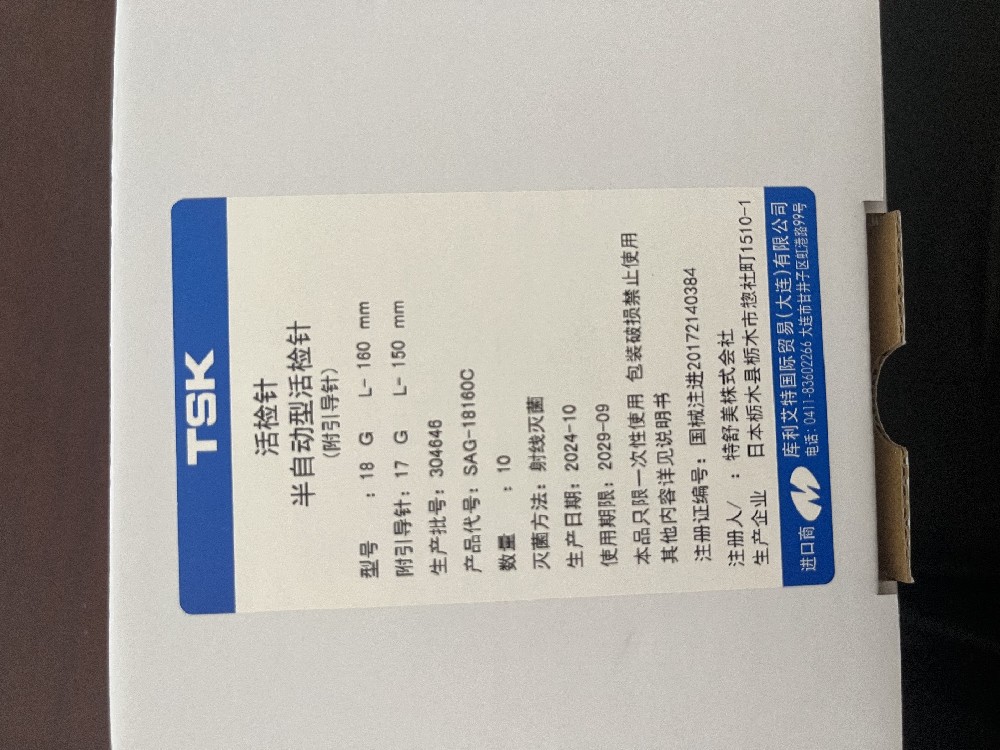 TSK
活检针
半自动型活检针
(附引导针)
型号 : 18 G L- 160 mm
附引导针: 17 G L- 150 mm
生产批号: 304646
产品代号: SAG-18160C
数量 : 10
灭菌方法: 射线灭菌
生产日期: 2024-10
使用期限: 2029-09
本品只限一次性使用 包装破损禁止使用
其他内容详见说明书
注册证编号: 国械注进20172140384
注册人/ : 特舒美株式会社
生产企业 日本栃木县栃木市惣社町1510-1
进口商 库利艾特国际贸易(大连)有限公司
电话: 0411-83602266 大连市甘井子区虹港路99号